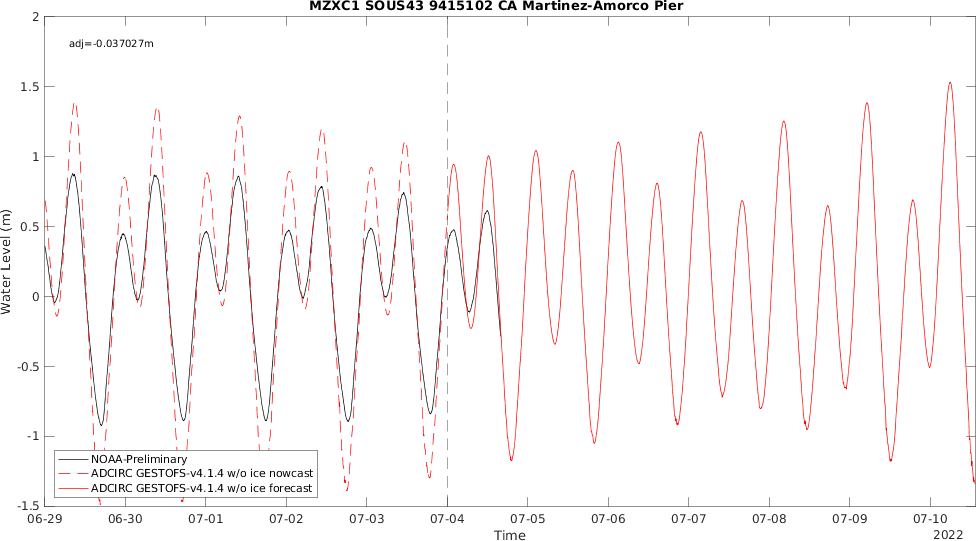 MZXC1 SOUS43 9415102 CA Martinez-Amorco Pier
2
adj=-0.037027m
1.5
1
0.5
0
-0.5
-1
-1.5
Water Level (m)
NOAA-Preliminary
ADCIRC GESTOFS-v4.1.4 w/o ice nowcast
ADCIRC GESTOFS-v4.1.4 w/o ice forecast
06-29 06-30 07-01 07-02 07-03 07-04 07-05 07-06 07-07 07-08 07-09 07-10
Time
2022